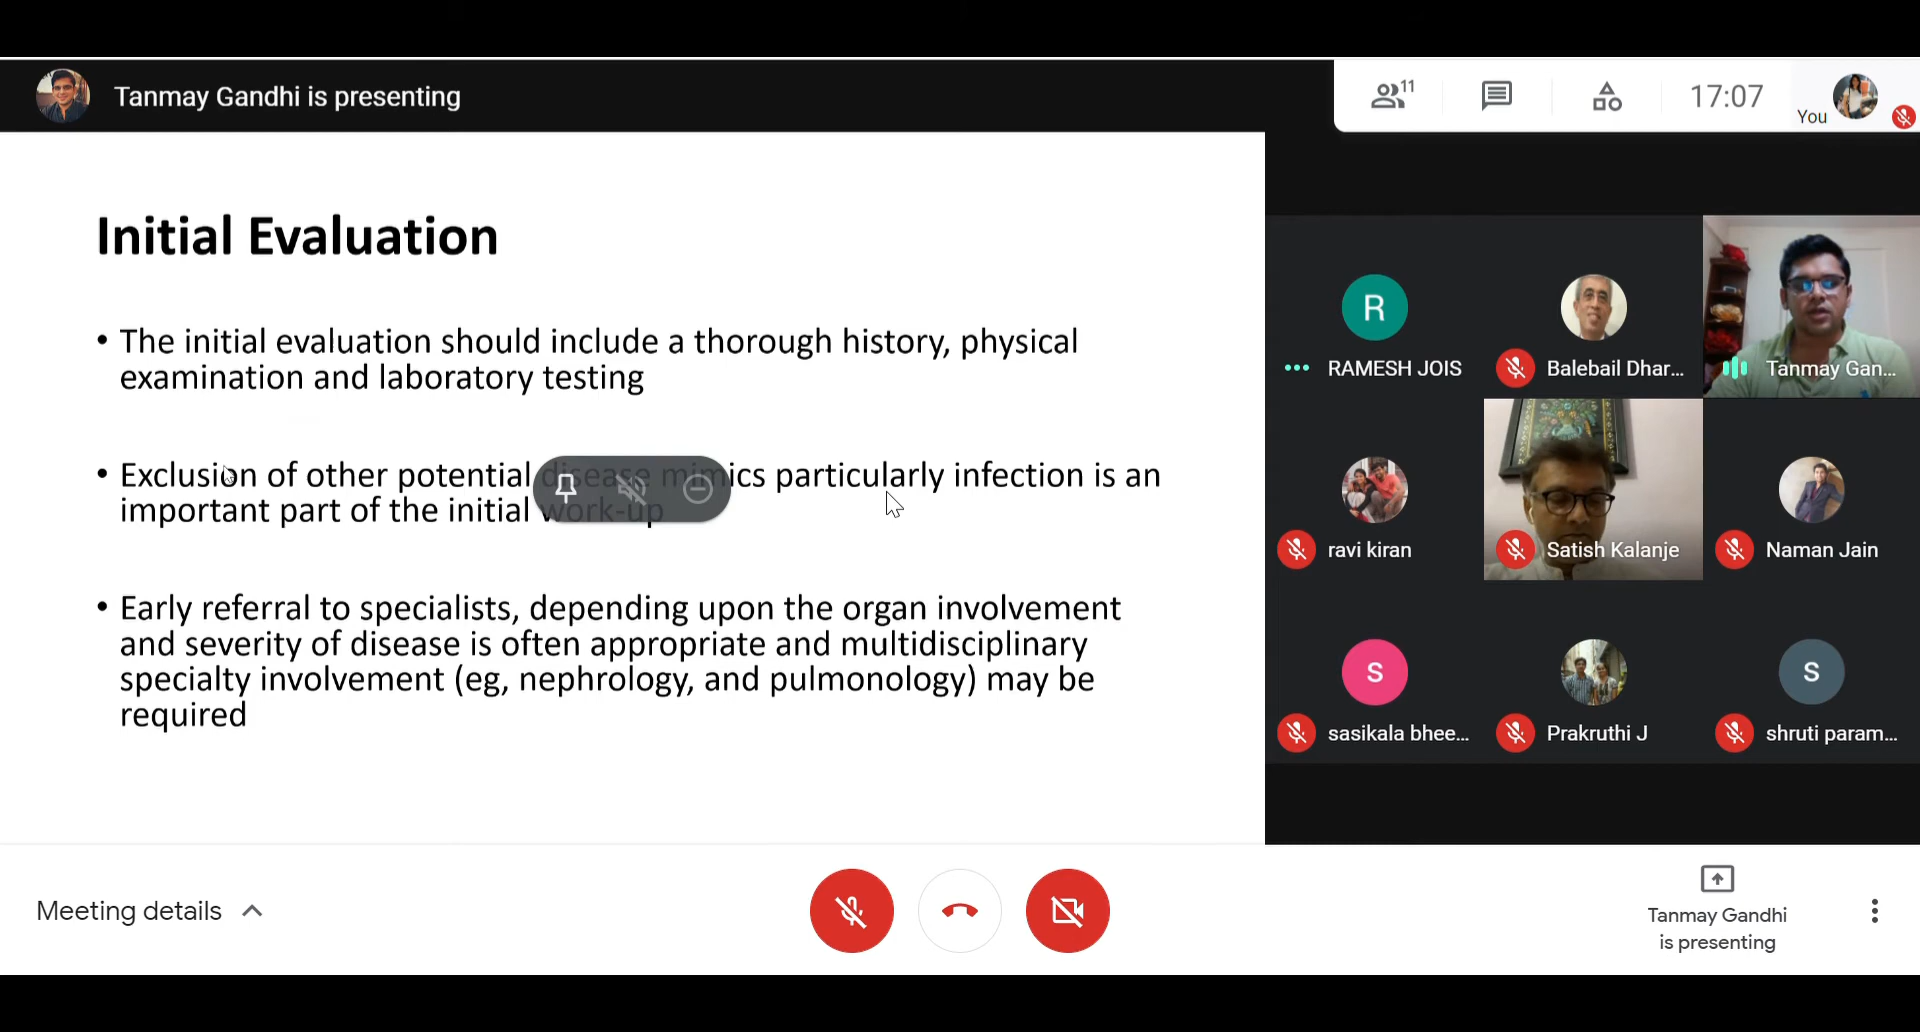 Tanmay Gandhi is presenting
11
17:07
You
Initial Evaluation
• The initial evaluation should include a thorough history, physical
examination and laboratory testing
• Exclusion of other potential disease mimics particularly infection is an
important part of the initial work-up
• Early referral to specialists, depending upon the organ involvement
and severity of disease is often appropriate and multidisciplinary
specialty involvement (eg, nephrology, and pulmonology) may be
required
R
RAMESH JOIS
Balebail Dhar...
Tanmay Gan...
ravi kiran
Satish Kalanje
Naman Jain
S
sasikala bhee...
Prakruthi J
S
shruti param...
Meeting details
Tanmay Gandhi
is presenting